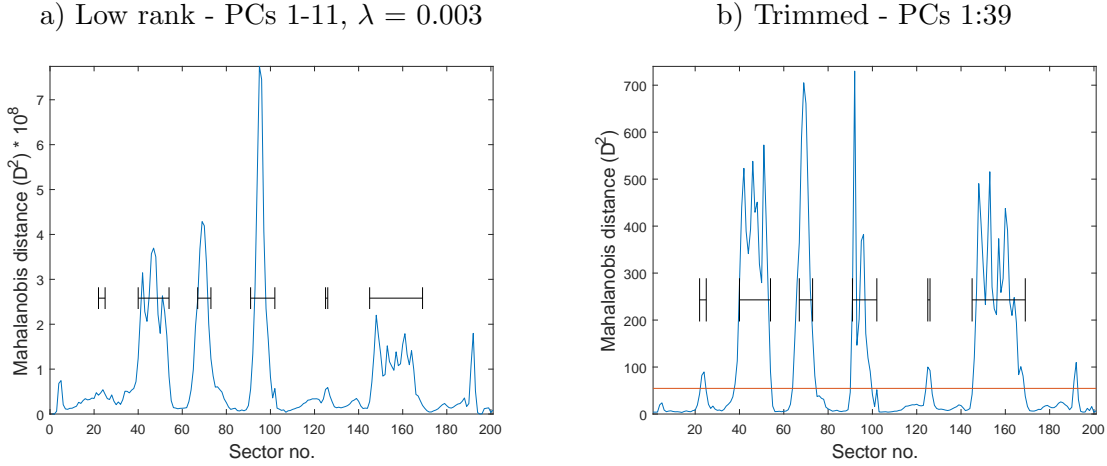 a) Low rank - PCs 1-11, λ = 0.003
Mahalanobis distance (D²) * 10⁸
7
6
5
4
3
2
1
0
0 20 40 60 80 100 120 140 160 180 200
Sector no.
b) Trimmed - PCs 1:39
Mahalanobis distance (D²)
700
600
500
400
300
200
100
0
20 40 60 80 100 120 140 160 180 200
Sector no.